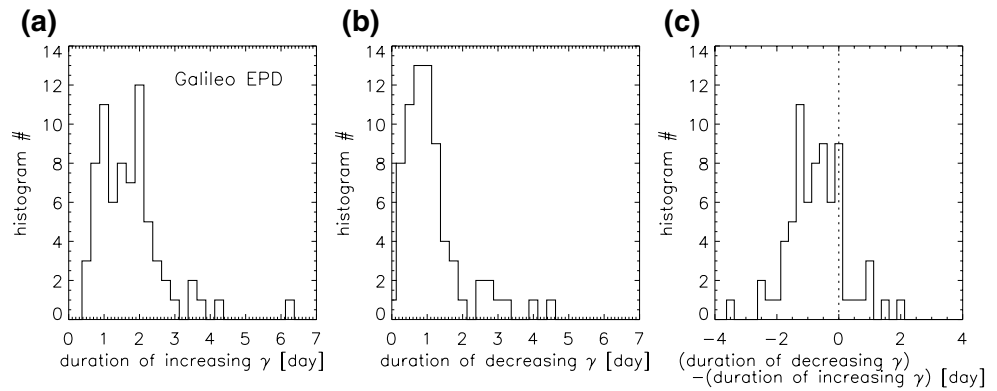 (a)
(b)
(c)
Galileo EPD
histogram #
14
12
10
8
6
4
2
0
0 1 2 3 4 5 6 7
duration of increasing γ [day]
histogram #
14
12
10
8
6
4
2
0
0 1 2 3 4 5 6 7
duration of decreasing γ [day]
histogram #
14
12
10
8
6
4
2
0
−4 −2 0 2 4
(duration of decreasing γ)
−(duration of increasing γ) [day]